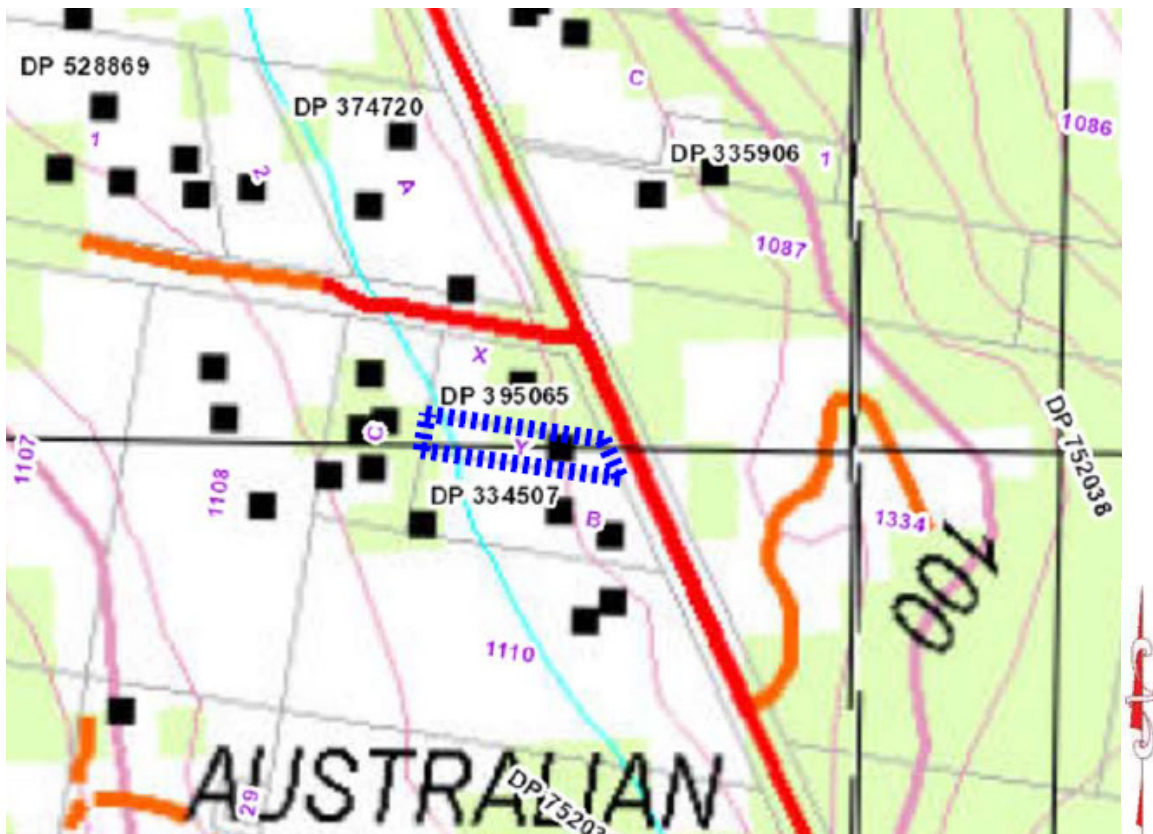 DP 528869
DP 374720
C
1086
1
2
A
DP 335906
1
1087
X
DP 395065
DP 752038
1107
1108
C
Y
DP 334507
B
1334
100
1110
29
AUSTRALIAN
DP 75203